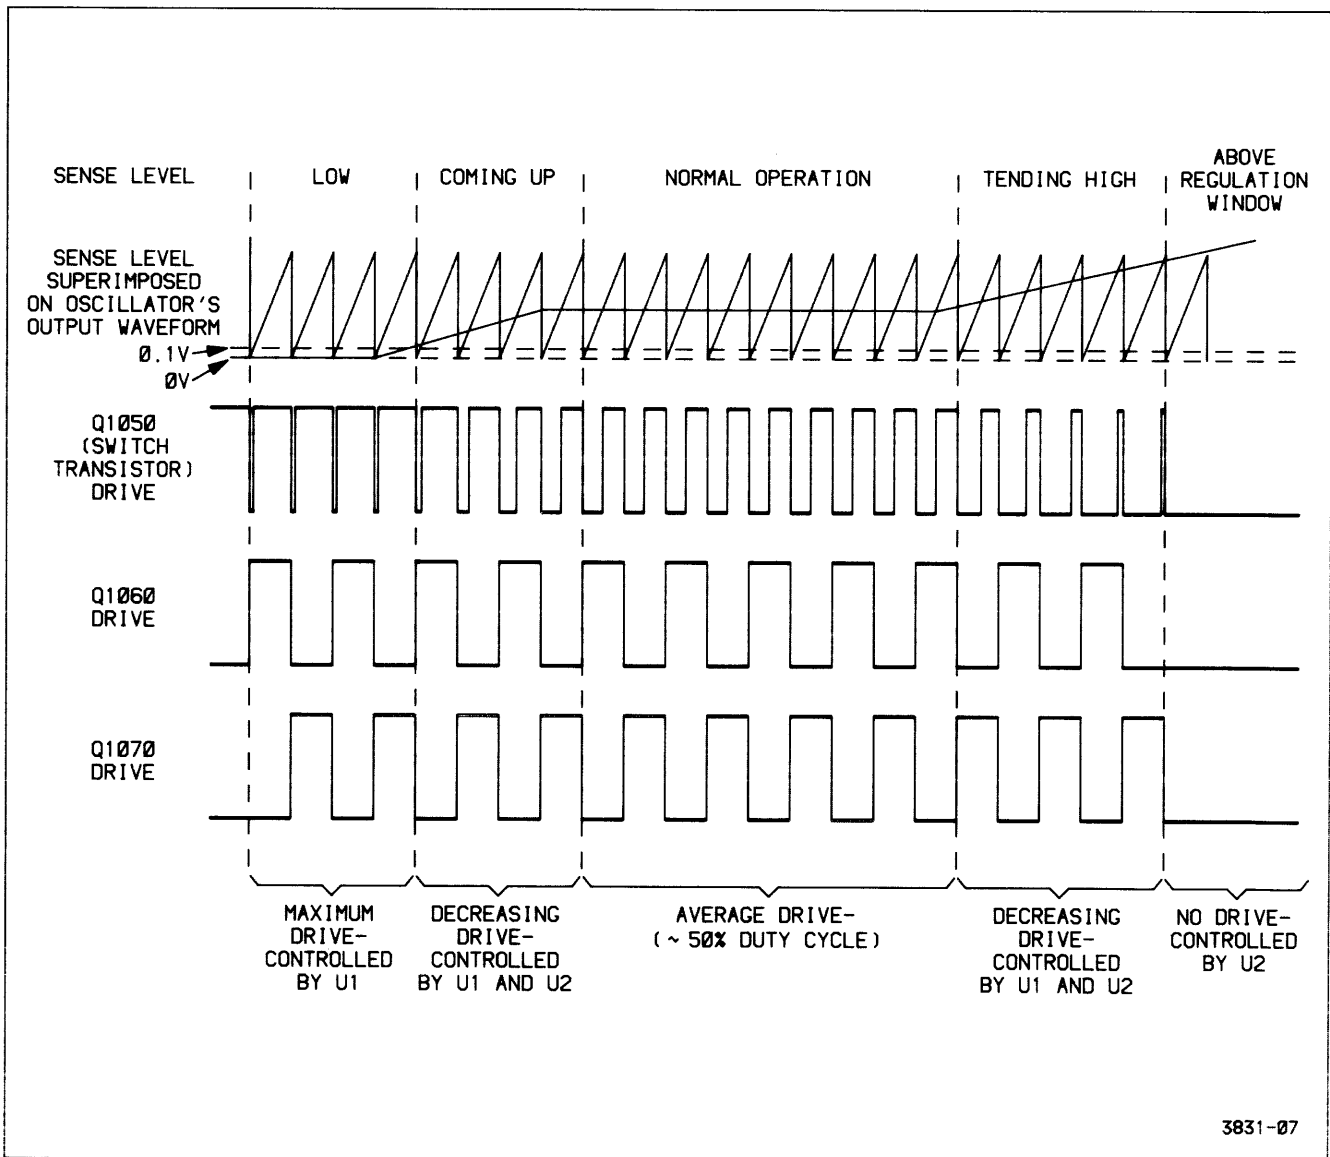 SENSE LEVEL
LOW
COMING UP
NORMAL OPERATION
TENDING HIGH
ABOVE
REGULATION
WINDOW
SENSE LEVEL
SUPERIMPOSED
ON OSCILLATOR'S
OUTPUT WAVEFORM
0.1V
0V
Q1050
(SWITCH
TRANSISTOR)
DRIVE
Q1060
DRIVE
Q1070
DRIVE
MAXIMUM
DRIVE-
CONTROLLED
BY U1
DECREASING
DRIVE-
CONTROLLED
BY U1 AND U2
AVERAGE DRIVE-
(~50% DUTY CYCLE)
DECREASING
DRIVE-
CONTROLLED
BY U1 AND U2
NO DRIVE-
CONTROLLED
BY U2
3831-07